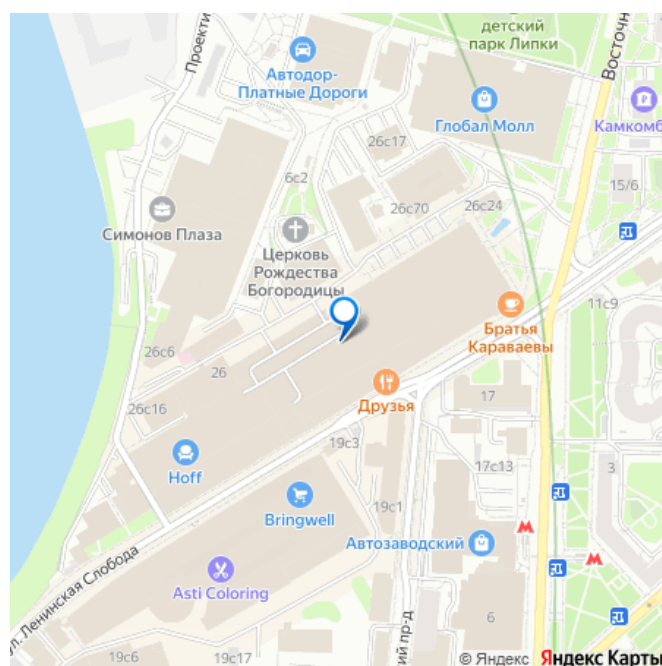 детский
парк Липки
Восточн
Проекти
Автодор-
Платные Дороги
Глобал Молл
Камкомб
26с17
15/6
6с2
26с70
26с24
Симонов Плаза
Церковь
Рождества
Богородицы
11с9
Братья
Караваевы
26с6
26
Друзья
17
26с16
19с3
Hoff
17с13
3
Bringwell
19с1
Автозаводский
Asti Coloring
ул. Ленинская Слобода
6
кий пр-д
19с6
19с17
© Яндекс Яндекс Карты